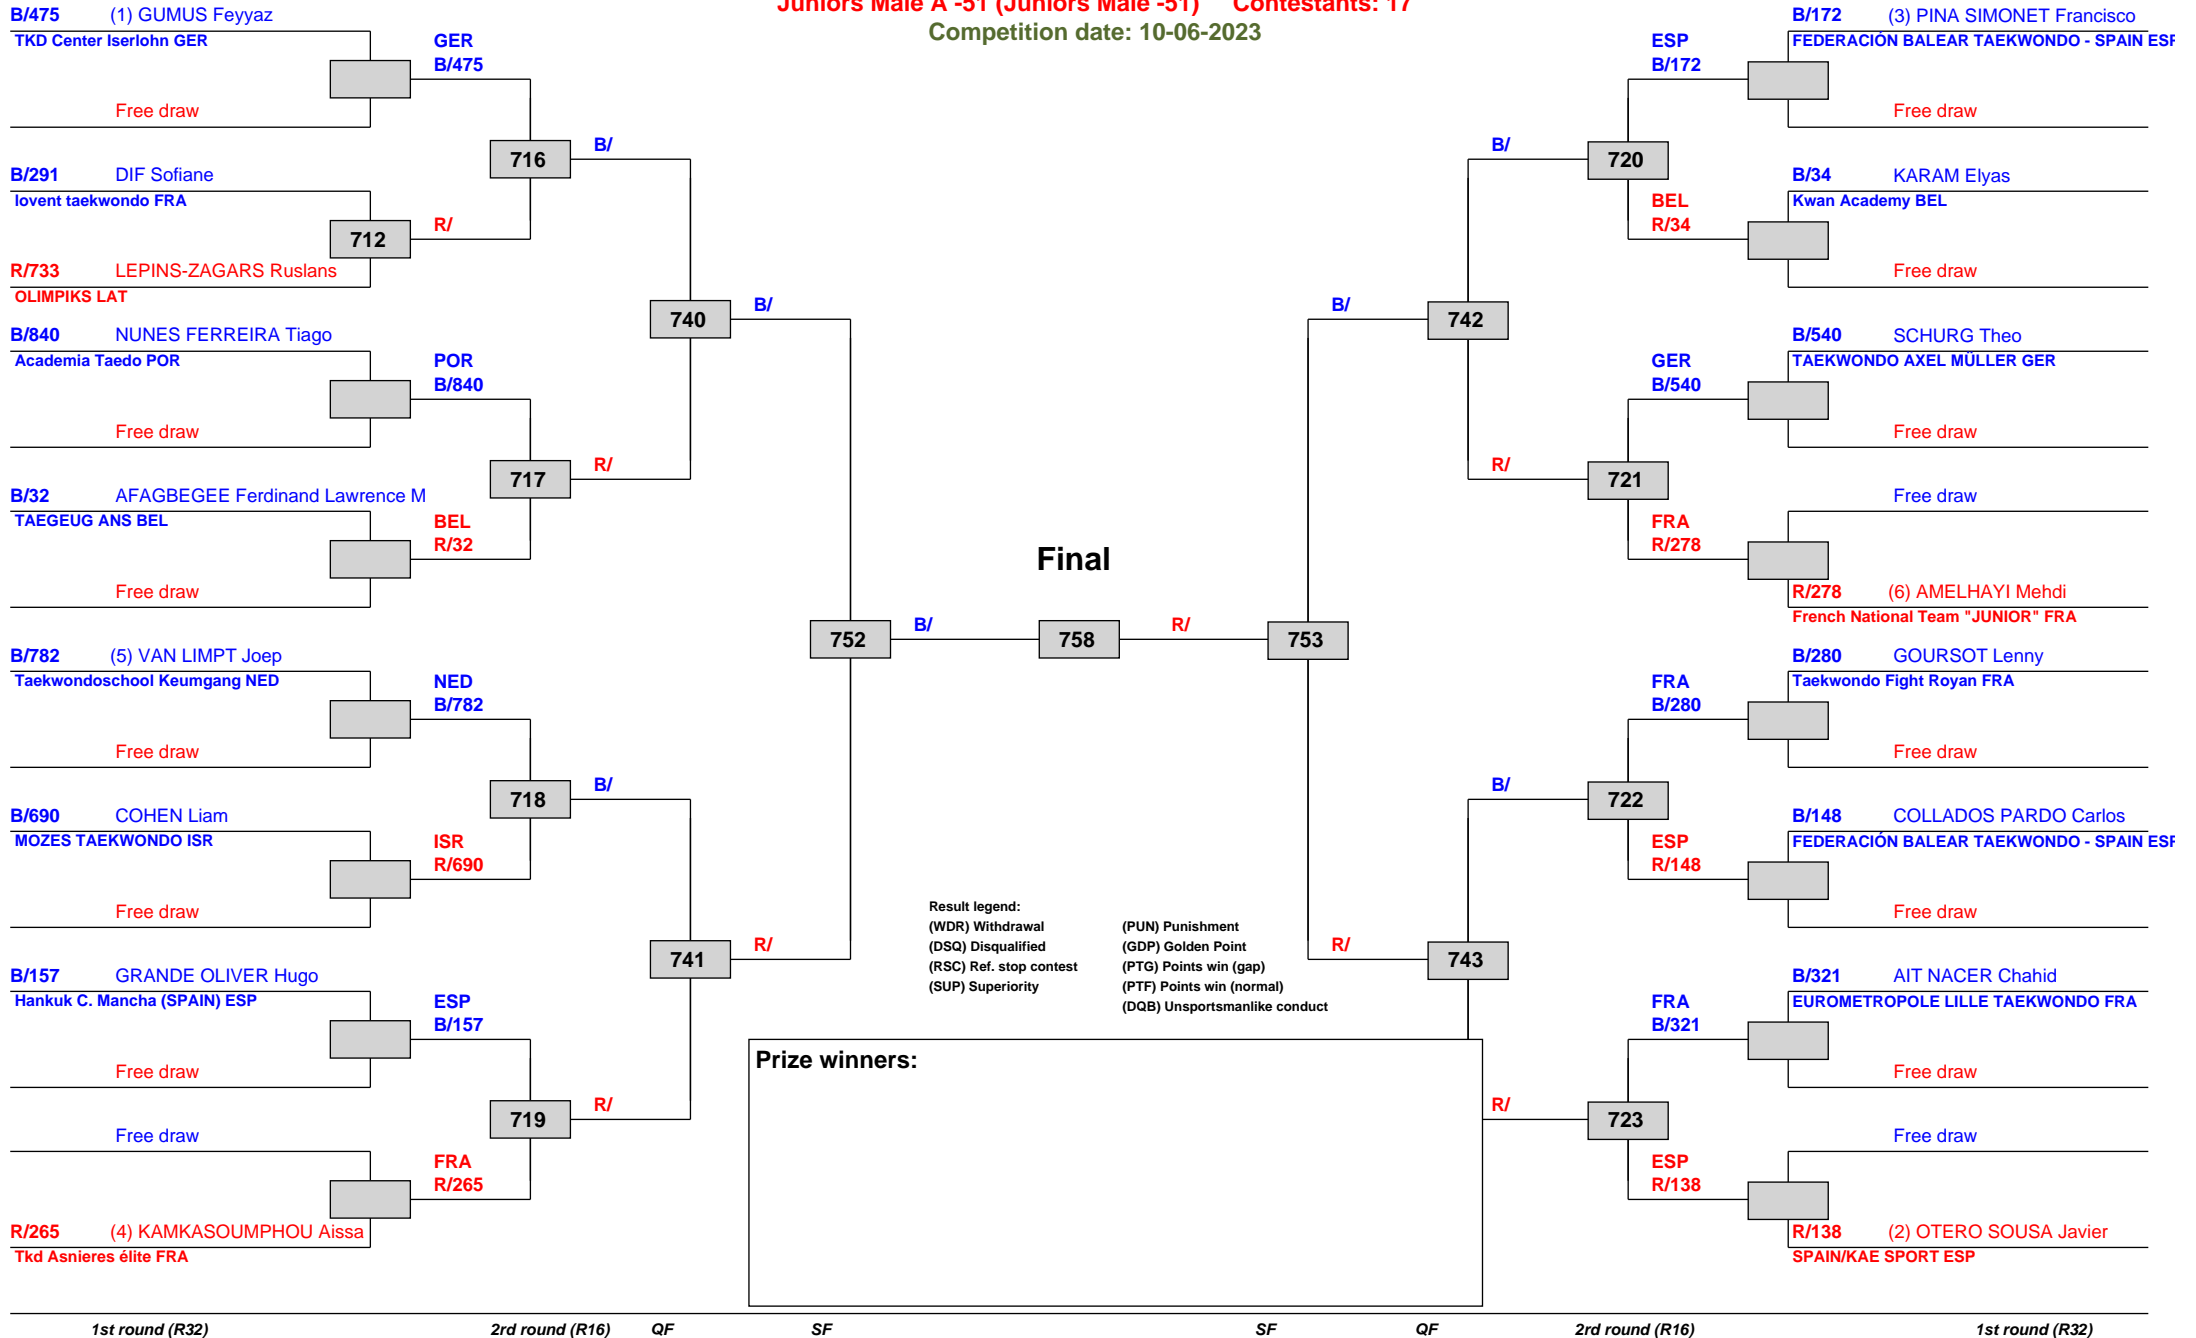 Juniors Male A -51 (Juniors Male -51) Contestants: 17
Competition date: 10-06-2023
B/475 (1) GUMUS Feyyaz
TKD Center Iserlohn GER
Free draw
GER
B/475
B/291 DIF Sofiane
lovent taekwondo FRA
712
R/733 LEPINS-ZAGARS Ruslans
OLIMPIKS LAT
R/
716
B/
B/840 NUNES FERREIRA Tiago
Academia Taedo POR
Free draw
POR
B/840
B/32 AFAGBEGEE Ferdinand Lawrence M
TAEGEUG ANS BEL
Free draw
BEL
R/32
717
R/
740
B/
B/782 (5) VAN LIMPT Joep
Taekwondoschool Keumgang NED
Free draw
NED
B/782
B/690 COHEN Liam
MOZES TAEKWONDO ISR
Free draw
ISR
R/690
718
B/
B/157 GRANDE OLIVER Hugo
Hankuk C. Mancha (SPAIN) ESP
Free draw
ESP
B/157
Free draw
R/265 (4) KAMKASOUMPHOU Aissa
Tkd Asnieres élite FRA
FRA
R/265
719
R/
741
R/
752
B/
Final
758
R/
753
B/172 (3) PINA SIMONET Francisco
FEDERACIÓN BALEAR TAEKWONDO - SPAIN ESP
Free draw
ESP
B/172
B/34 KARAM Elyas
Kwan Academy BEL
Free draw
BEL
R/34
720
B/
B/540 SCHURG Theo
TAEKWONDO AXEL MÜLLER GER
Free draw
GER
B/540
Free draw
R/278 (6) AMELHAYI Mehdi
French National Team "JUNIOR" FRA
FRA
R/278
721
R/
742
B/
B/280 GOURSOT Lenny
Taekwondo Fight Royan FRA
Free draw
FRA
B/280
B/148 COLLADOS PARDO Carlos
FEDERACIÓN BALEAR TAEKWONDO - SPAIN ESP
Free draw
ESP
R/148
722
B/
B/321 AIT NACER Chahid
EUROMETROPOLE LILLE TAEKWONDO FRA
Free draw
FRA
B/321
Free draw
R/138 (2) OTERO SOUSA Javier
SPAIN/KAE SPORT ESP
ESP
R/138
723
R/
743
R/
Result legend:
(WDR) Withdrawal (PUN) Punishment
(DSQ) Disqualified (GDP) Golden Point
(RSC) Ref. stop contest (PTG) Points win (gap)
(SUP) Superiority (PTF) Points win (normal)
(DQB) Unsportsmanlike conduct
Prize winners:
1st round (R32) 2rd round (R16) QF SF SF QF 2rd round (R16) 1st round (R32)